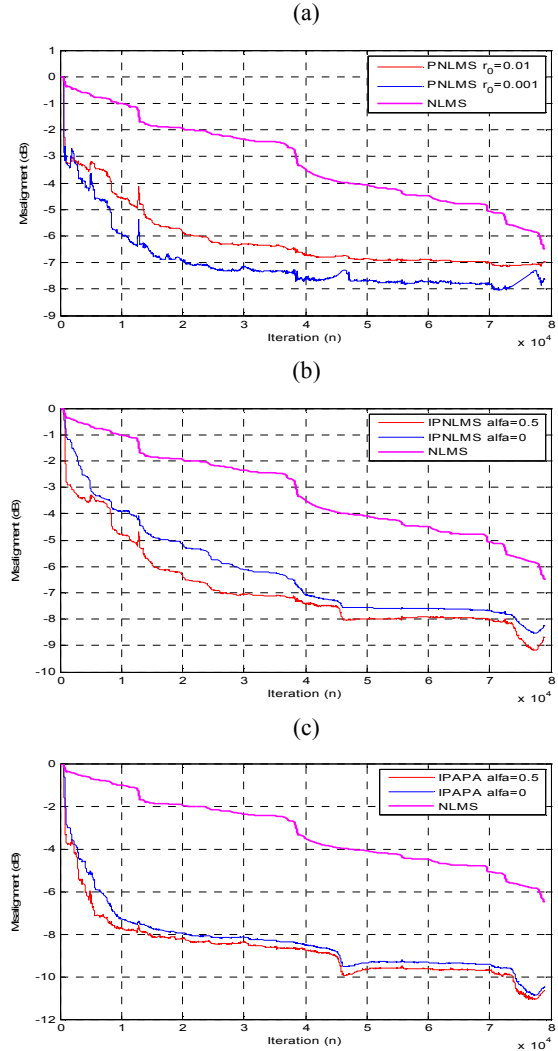 (a)
1
0
-1
-2
-3
-4
-5
-6
-7
-8
-9
Misalignment (dB)
PNLMS r0=0.01
PNLMS r0=0.001
NLMS
0 1 2 3 4 5 6 7 8
Iteration (n)
x 10^4
(b)
0
-1
-2
-3
-4
-5
-6
-7
-8
-9
-10
Misalignment (dB)
IPNLMS alfa=0.5
IPNLMS alfa=0
NLMS
0 1 2 3 4 5 6 7 8
Iteration (n)
x 10^4
(c)
0
-2
-4
-6
-8
-10
-12
Misalignment (dB)
IPAPA alfa=0.5
IPAPA alfa=0
NLMS
0 1 2 3 4 5 6 7 8
Iteration (n)
x 10^4